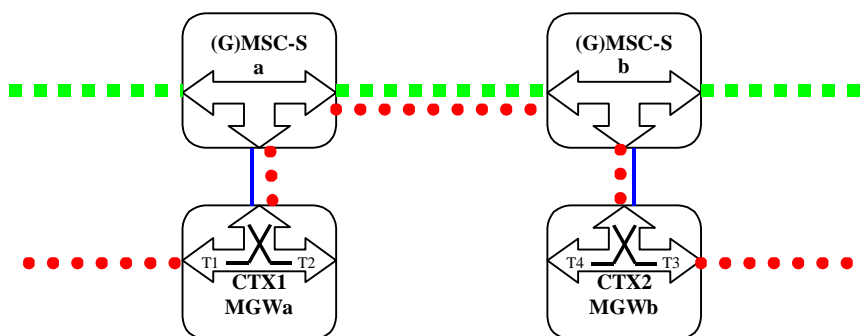 (G)MSC-S
a
(G)MSC-S
b
T1 T2
CTX1
MGWa
T4 T3
CTX2
MGWb